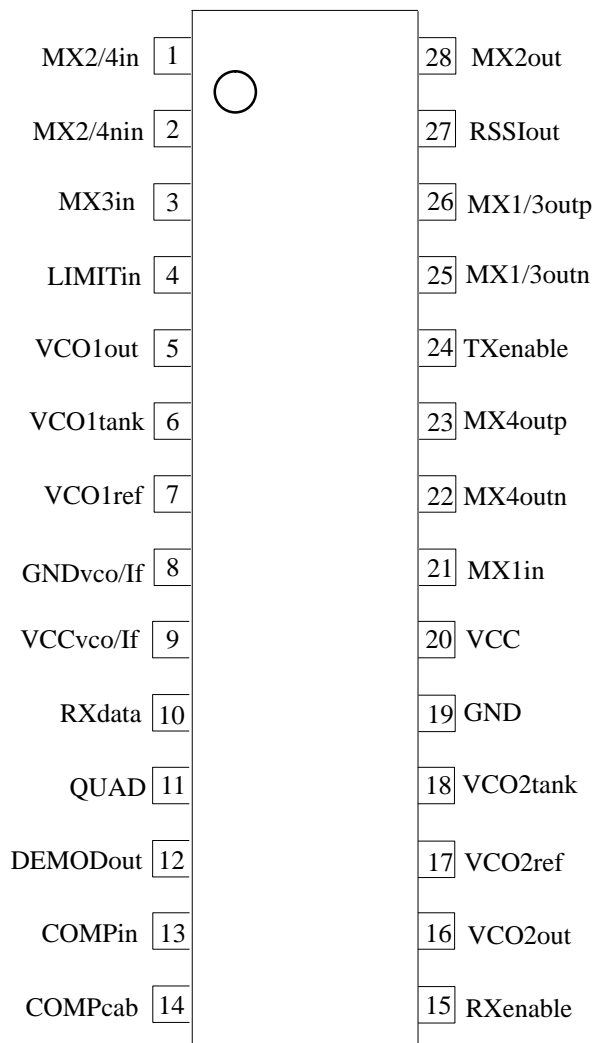 MX2/4in 1 28 MX2out
MX2/4nin 2 27 RSSIout
MX3in 3 26 MX1/3outp
LIMITin 4 25 MX1/3outn
VCO1out 5 24 TXenable
VCO1tank 6 23 MX4outp
VCO1ref 7 22 MX4outn
GNDvco/If 8 21 MX1in
VCCvco/If 9 20 VCC
RXdata 10 19 GND
QUAD 11 18 VCO2tank
DEMODout 12 17 VCO2ref
COMPin 13 16 VCO2out
COMPcab 14 15 RXenable